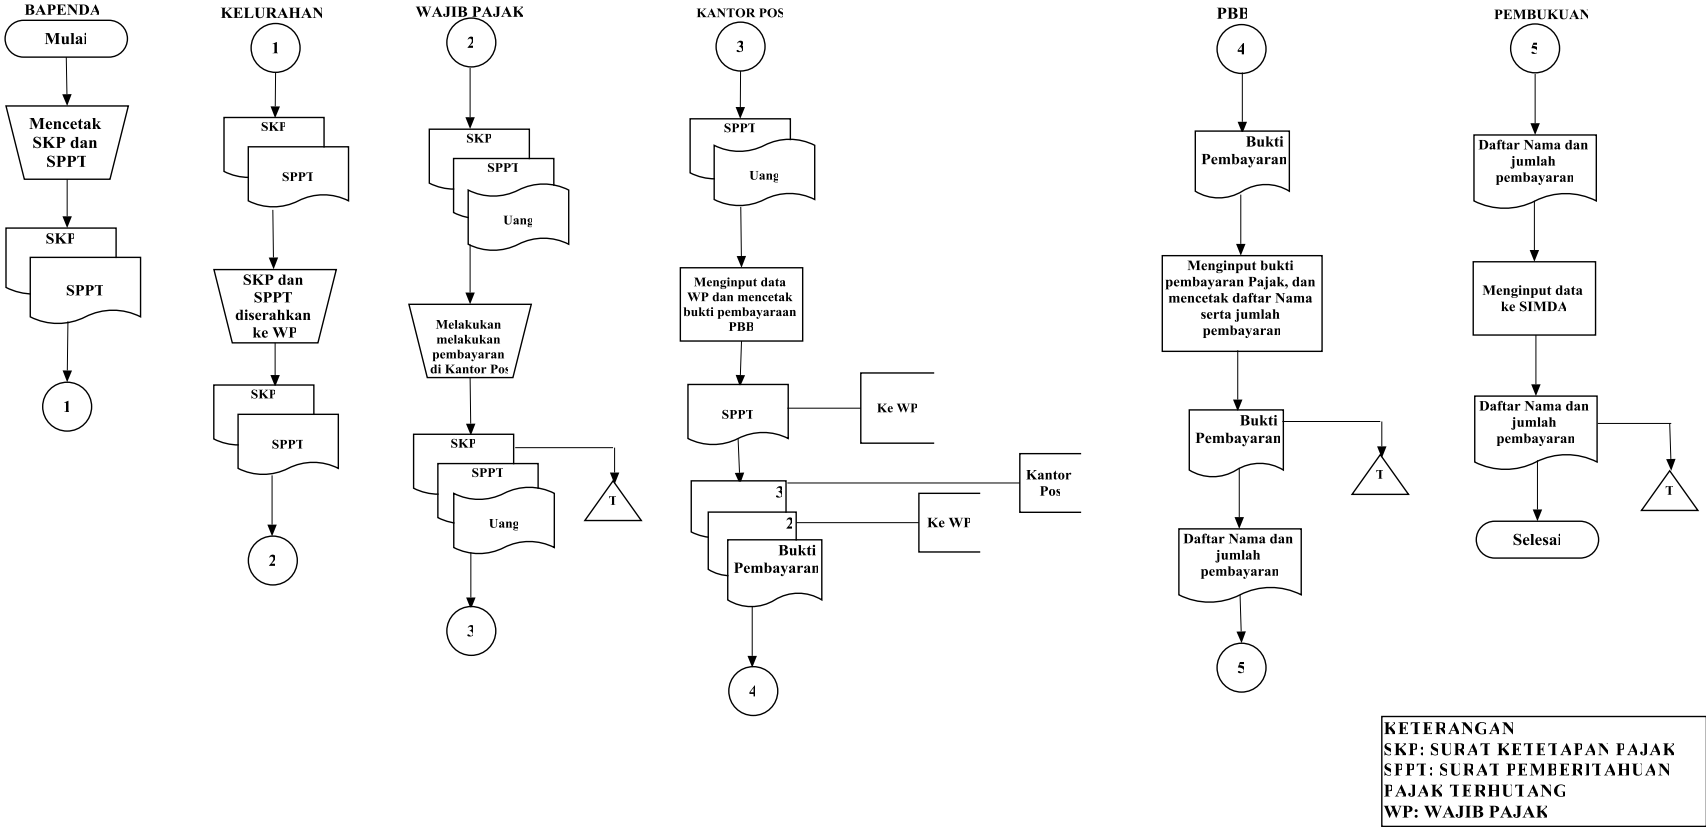 BAPENDA
Mulai
Mencetak
SKP dan
SPPT
SKP
SPPT
1
KELURAHAN
1
SKP
SPPT
SKP dan
SPPT
diserahkan
ke WP
SKP
SPPT
2
WAJIB PAJAK
2
SKP
SPPT
Uang
Melakukan
melakukan
pembayaran
di Kantor Pos
SKP
SPPT
Uang
T
3
KANTOR POS
3
SPPT
Uang
Menginput data
WP dan mencetak
bukti pembayaraan
PBB
SPPT
Ke WP
3
Kantor
Pos
2
Ke WP
Bukti
Pembayaran
4
PBB
4
Bukti
Pembayaran
Menginput bukti
pembayaran Pajak, dan
mencetak daftar Nama
serta jumlah
pembayaran
Bukti
Pembayaran
T
Daftar Nama dan
jumlah
pembayaran
5
PEMBUKUAN
5
Daftar Nama dan
jumlah
pembayaran
Menginput data
ke SIMDA
Daftar Nama dan
jumlah
pembayaran
T
Selesai
KETERANGAN
SKP: SURAT KETETAPAN PAJAK
SPPT: SURAT PEMBERITAHUAN
PAJAK TERHUTANG
WP: WAJIB PAJAK